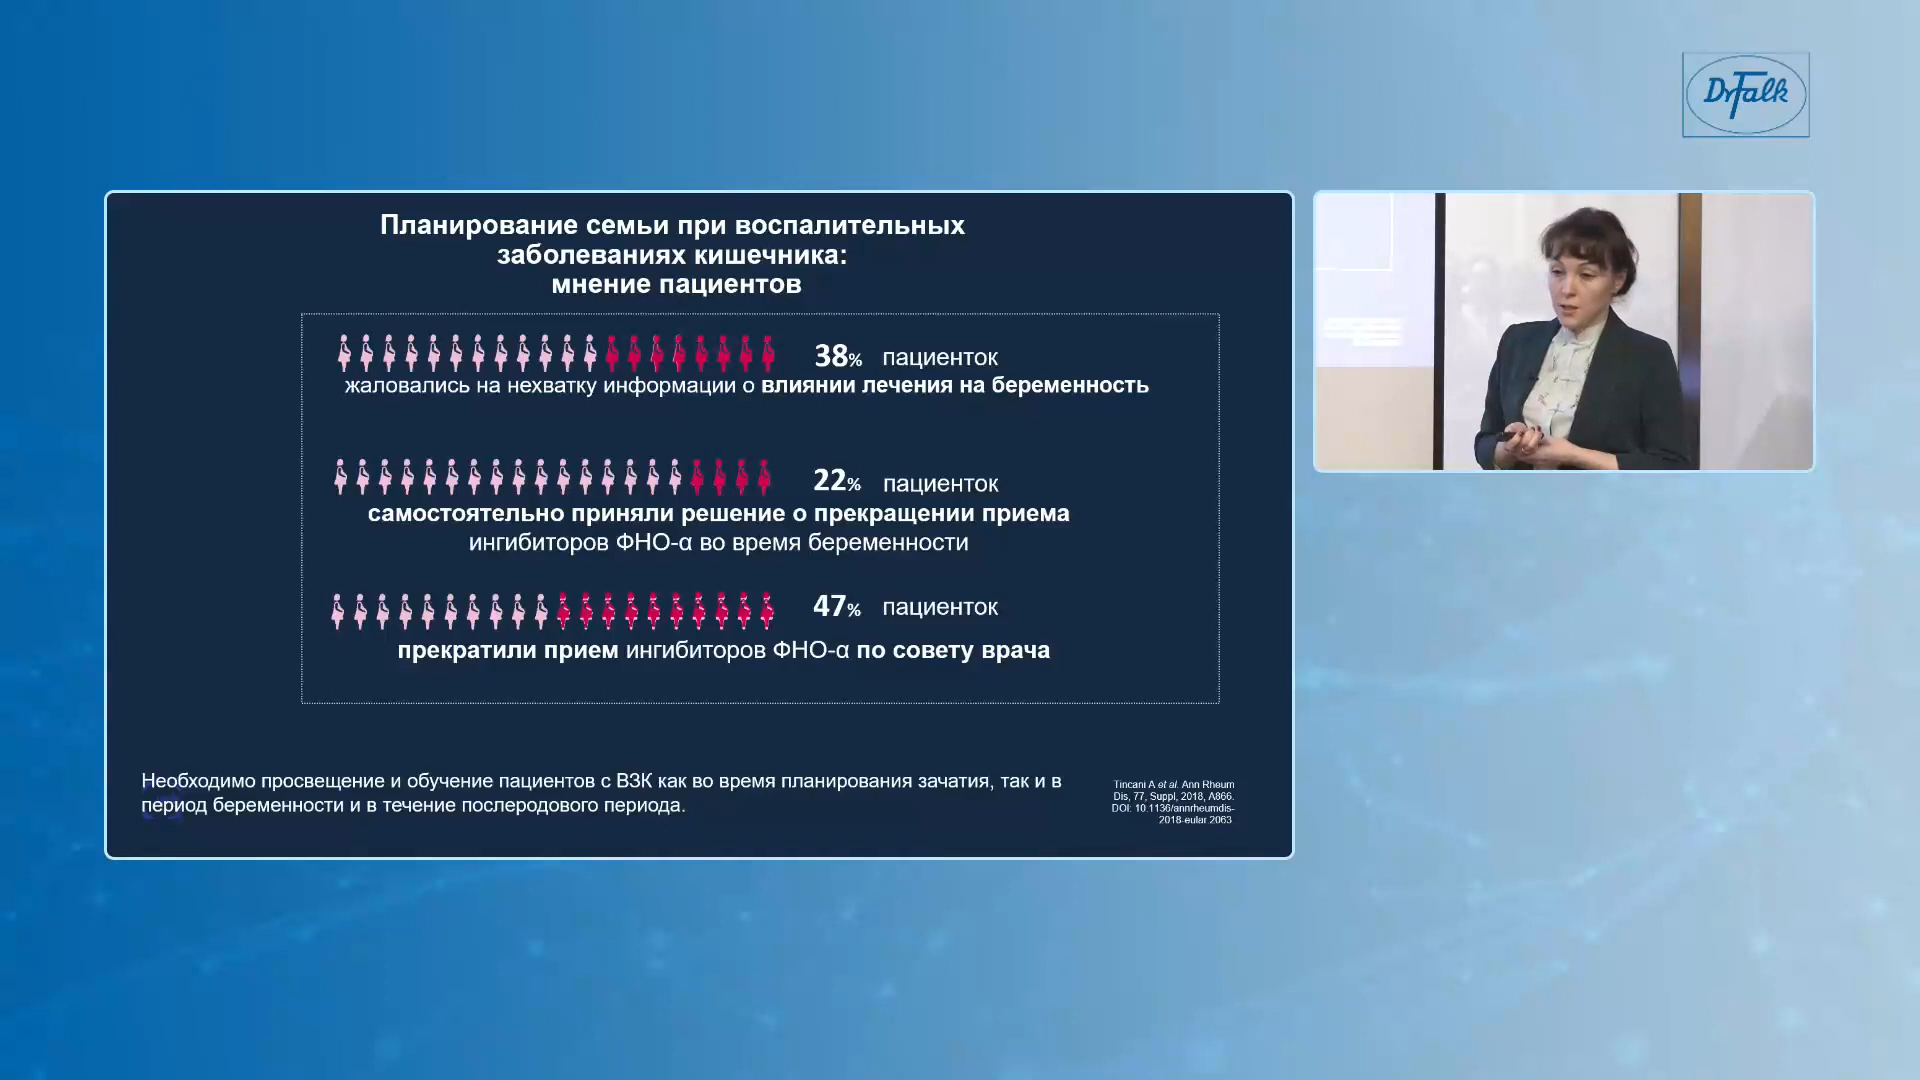 Dr Falk
Планирование семьи при воспалительных
заболеваниях кишечника:
мнение пациентов
38% пациенток
жаловались на нехватку информации о влиянии лечения на беременность
22% пациенток
самостоятельно приняли решение о прекращении приема
ингибиторов ФНО-α во время беременности
47% пациенток
прекратили прием ингибиторов ФНО-α по совету врача
Необходимо просвещение и обучение пациентов с ВЗК как во время планирования зачатия, так и в
период беременности и в течение послеродового периода.
Tincani A et al. Ann Rheum
Dis, 77, Suppl, 2018, A866.
DOI: 10.1136/annrheumdis-
2018-eular.2063.